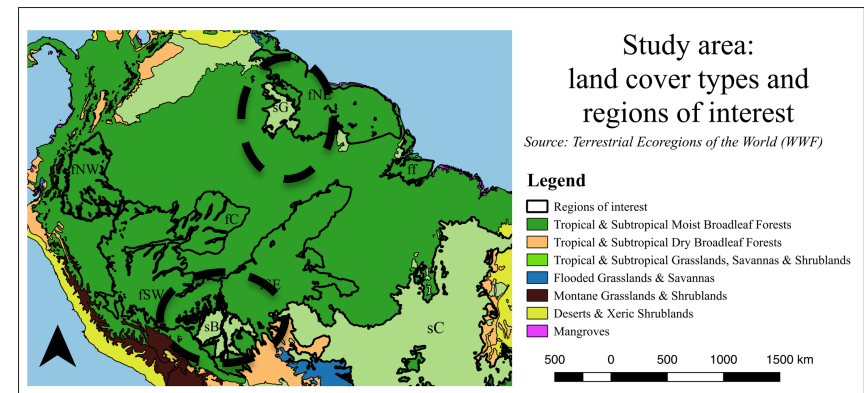 Study area:
land cover types and
regions of interest
Source: Terrestrial Ecoregions of the World (WWF)
Legend
Regions of interest
Tropical & Subtropical Moist Broadleaf Forests
Tropical & Subtropical Dry Broadleaf Forests
Tropical & Subtropical Grasslands, Savannas & Shrublands
Flooded Grasslands & Savannas
Montane Grasslands & Shrublands
Deserts & Xeric Shrublands
Mangroves
500 0 500 1000 1500 km
fNE
sG
fNW
ff
fC
fSW
sB
sC